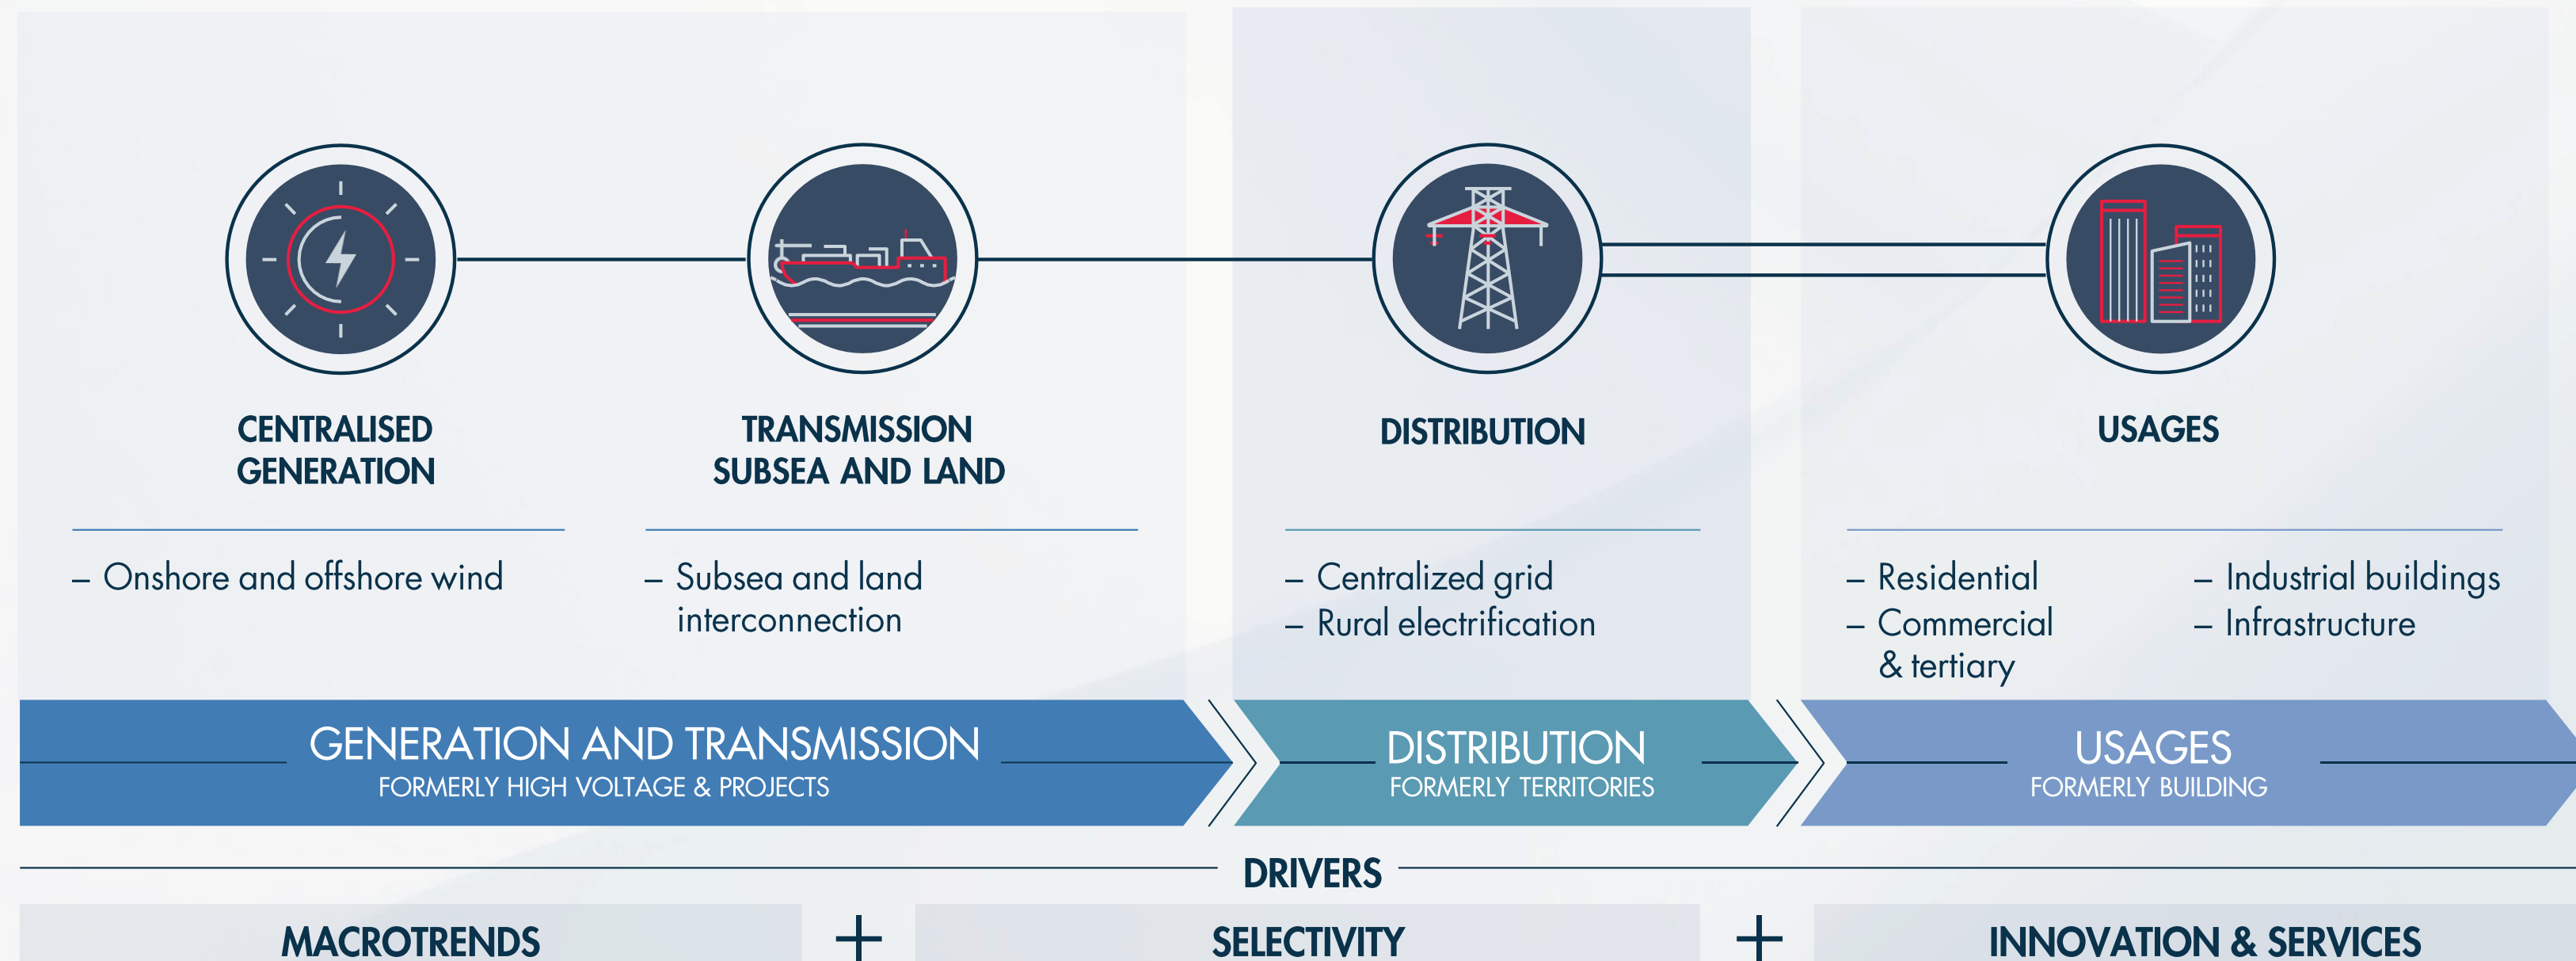 CENTRALISED
GENERATION
– Onshore and offshore wind
TRANSMISSION
SUBSEA AND LAND
– Subsea and land
interconnection
DISTRIBUTION
– Centralized grid
– Rural electrification
USAGES
– Residential
– Commercial
& tertiary
– Industrial buildings
– Infrastructure
GENERATION AND TRANSMISSION
FORMERLY HIGH VOLTAGE & PROJECTS
DISTRIBUTION
FORMERLY TERRITORIES
USAGES
FORMERLY BUILDING
DRIVERS
MACROTRENDS
+
SELECTIVITY
+
INNOVATION & SERVICES